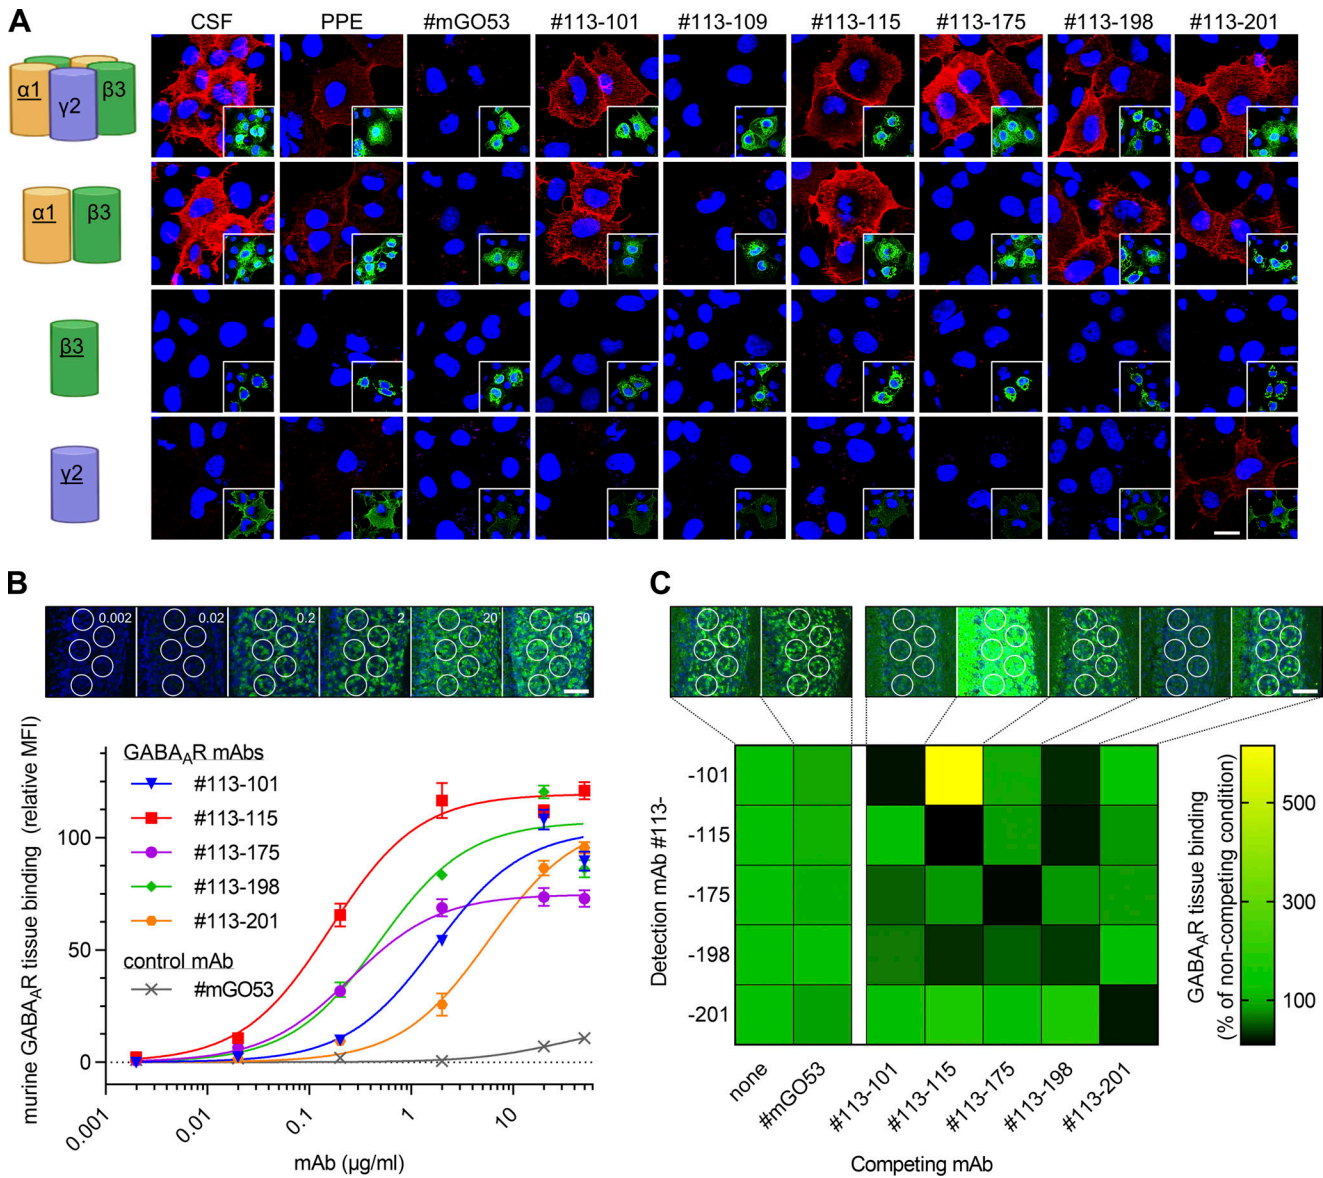 A
CSF PPE #mGO53 #113-101 #113-109 #113-115 #113-175 #113-198 #113-201
α1 γ2 β3
α1 β3
β3
γ2
B
0.002 0.02 0.2 2 20 50
murine GABAAR tissue binding (relative MFI)
100
50
0
GABAAR mAbs
#113-101
#113-115
#113-175
#113-198
#113-201
control mAb
#mGO53
0.001 0.01 0.1 1 10
mAb (µg/ml)
C
Detection mAb #113-
-101
-115
-175
-198
-201
none #mGO53 #113-101 #113-115 #113-175 #113-198 #113-201
Competing mAb
GABAAR tissue binding
(% of non-competing condition)
500
300
100